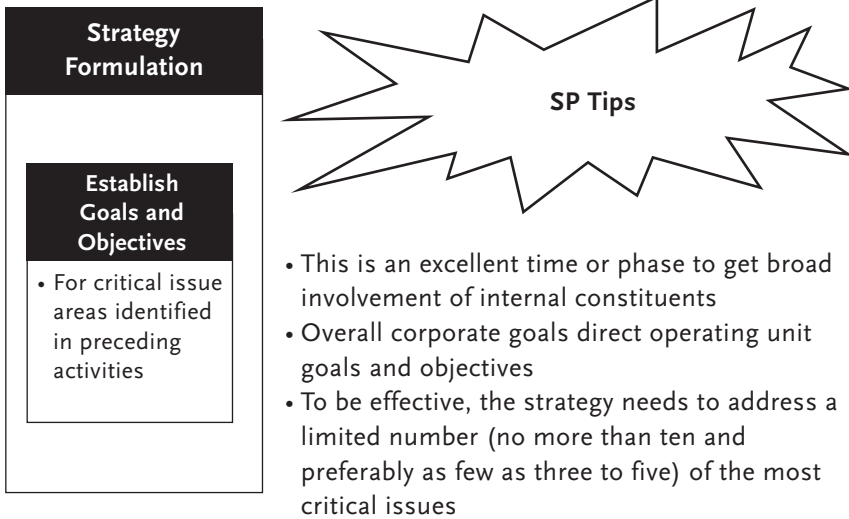 Strategy
Formulation
Establish
Goals and
Objectives
• For critical issue
areas identified
in preceding
activities
SP Tips
• This is an excellent time or phase to get broad
involvement of internal constituents
• Overall corporate goals direct operating unit
goals and objectives
• To be effective, the strategy needs to address a
limited number (no more than ten and
preferably as few as three to five) of the most
critical issues